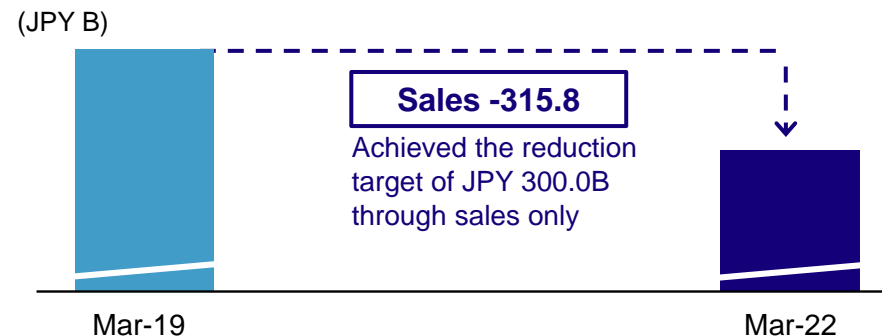 (JPY B)
Sales -315.8
Achieved the reduction
target of JPY 300.0B
through sales only
Mar-19
Mar-22